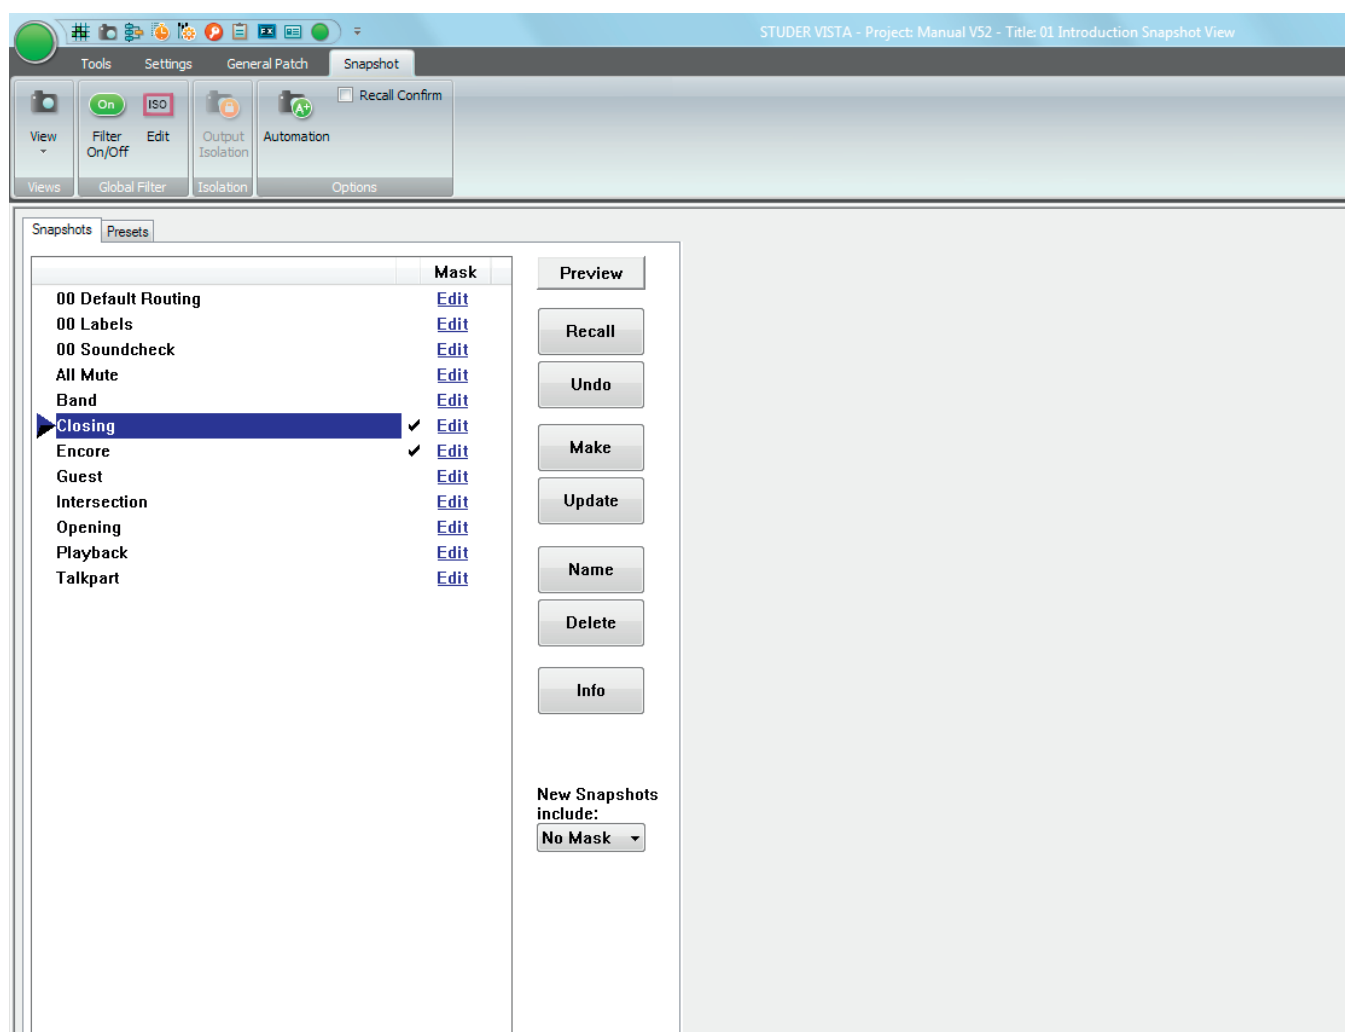 STUDER VISTA - Project: Manual V52 - Title: 01 Introduction Snapshot View
Tools Settings General Patch Snapshot
On ISO A+ Recall Confirm
View Filter On/Off Edit Output Isolation Automation
Views Global Filter Isolation Options
Snapshots Presets
Mask
00 Default Routing Edit
00 Labels Edit
00 Soundcheck Edit
All Mute Edit
Band Edit
Closing ✔ Edit
Encore ✔ Edit
Guest Edit
Intersection Edit
Opening Edit
Playback Edit
Talkpart Edit
Preview
Recall
Undo
Make
Update
Name
Delete
Info
New Snapshots
include:
No Mask